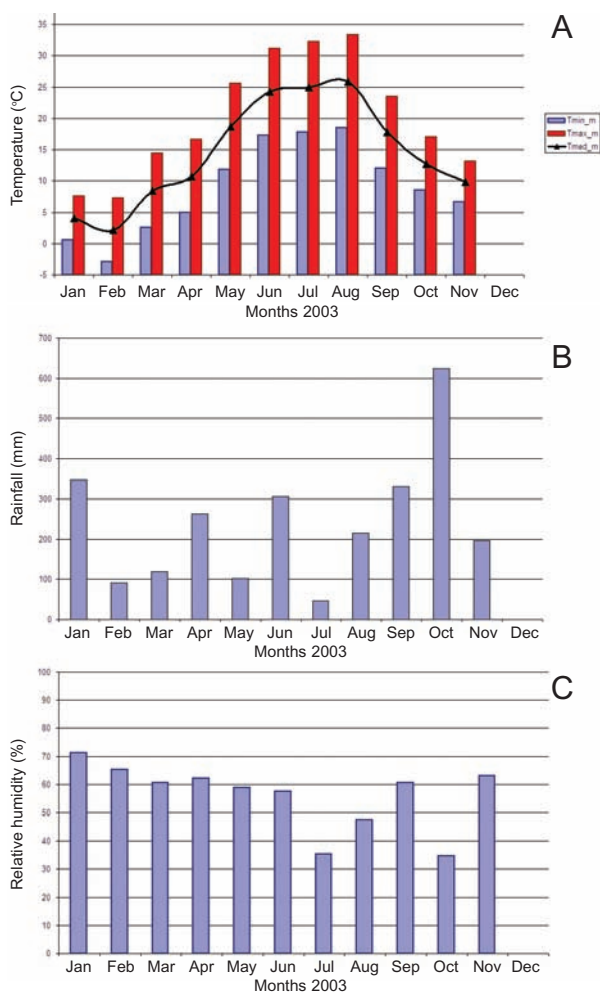 A
35
30
25
20
15
10
5
0
-5
Temperature (°C)
Jan Feb Mar Apr May Jun Jul Aug Sep Oct Nov Dec
Months 2003
Tmin_m
Tmax_m
Tmed_m
B
700
600
500
400
300
200
100
0
Rainfall (mm)
Jan Feb Mar Apr May Jun Jul Aug Sep Oct Nov Dec
Months 2003
C
100
90
80
70
60
50
40
30
20
10
0
Relative humidity (%)
Jan Feb Mar Apr May Jun Jul Aug Sep Oct Nov Dec
Months 2003